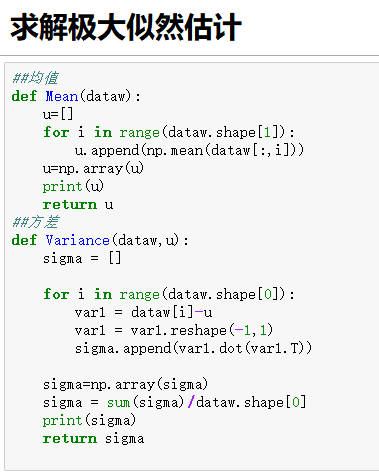 求解极大似然估计
##均值
def Mean(dataw):
    u=[]
    for i in range(dataw.shape[1]):
        u.append(np.mean(dataw[:,i]))
    u=np.array(u)
    print(u)
    return u
##方差
def Variance(dataw,u):
    sigma = []
    for i in range(dataw.shape[0]):
        var1 = dataw[i]-u
        var1 = var1.reshape(-1,1)
        sigma.append(var1.dot(var1.T))
    sigma=np.array(sigma)
    sigma = sum(sigma)/dataw.shape[0]
    print(sigma)
    return sigma